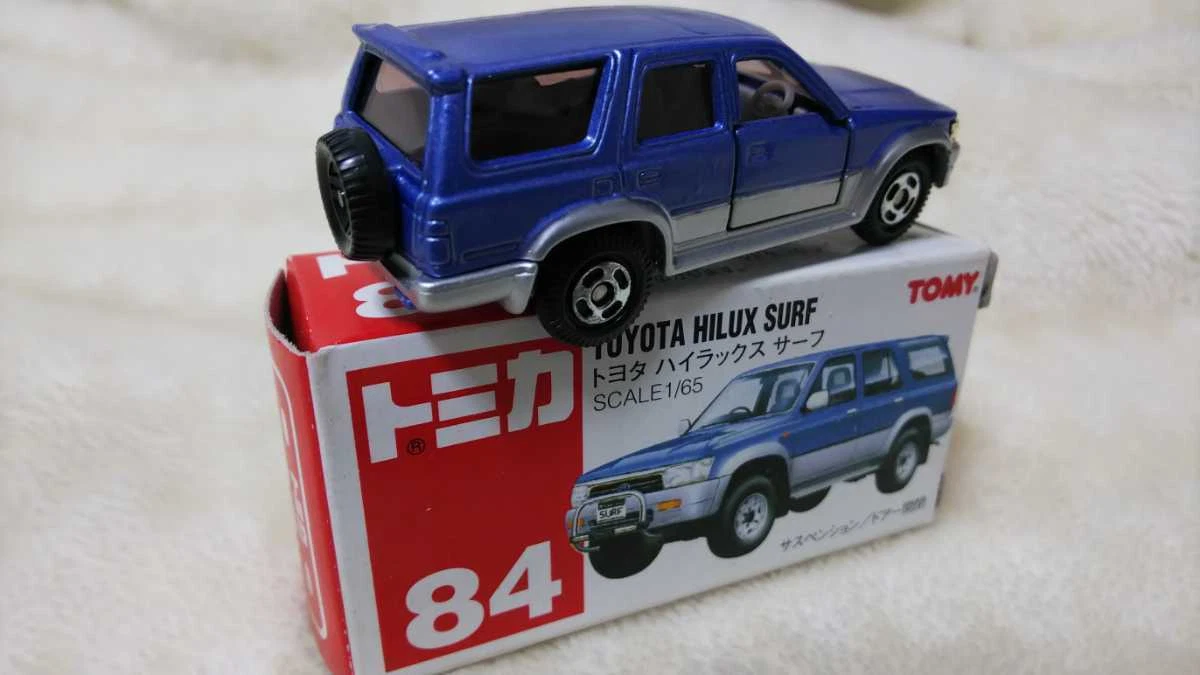 84
TOYOTA HILUX SURF
トヨタ ハイラックス サーフ
SCALE1/65
TOMY
トミカ
®
SURF
84
サスペンション/ドアー開閉